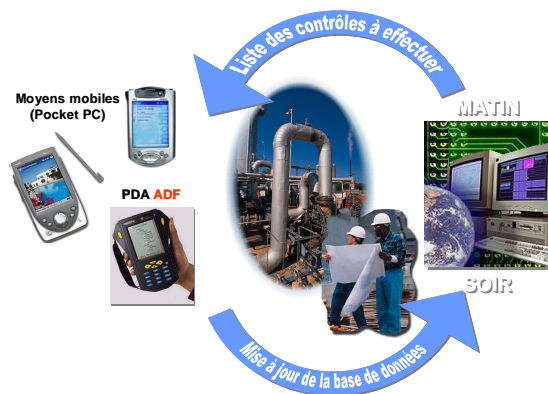 Liste des contrôles à effectuer
Moyens mobiles
(Pocket PC)
MATIN
PDA ADF
SOIR
Mise à jour de la base de données